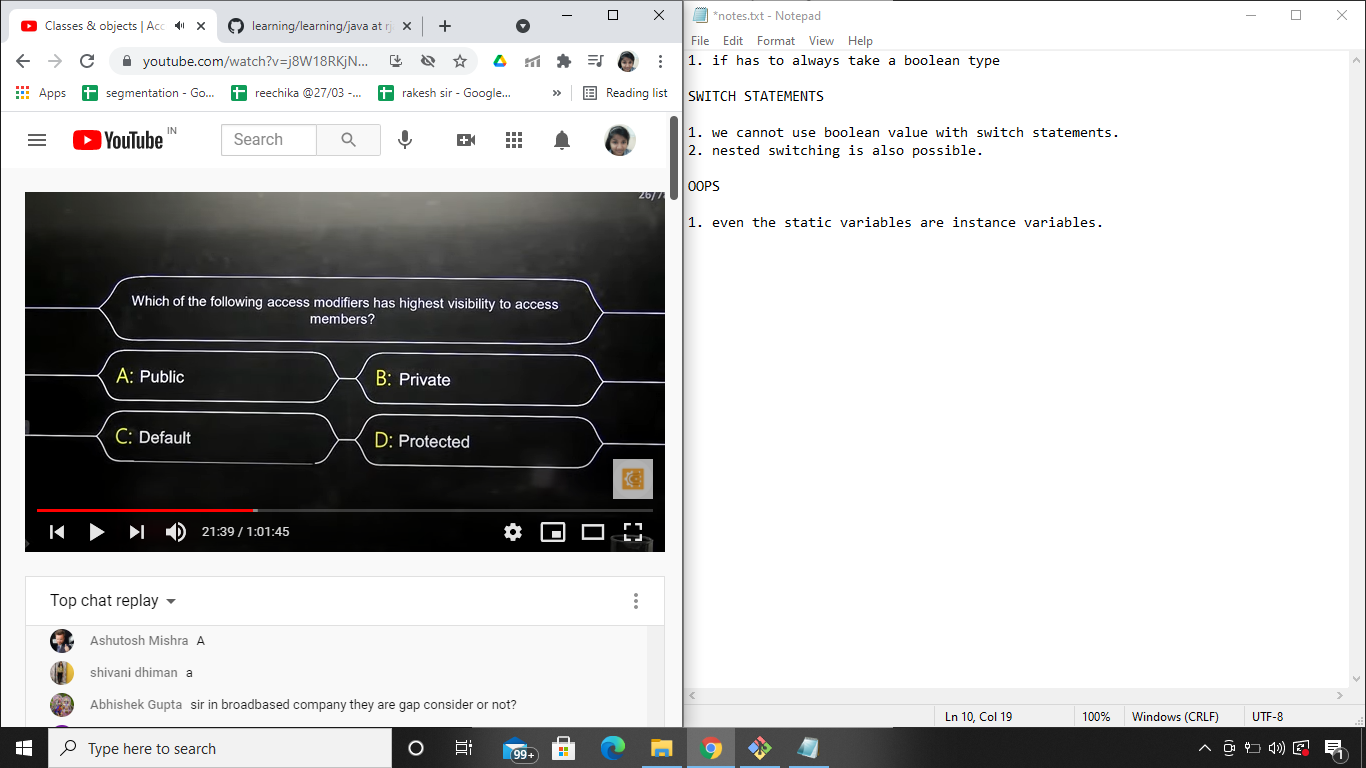 Classes & objects | Acc
learning/learning/java at rj
youtube.com/watch?v=j8W18RKjN...
Apps
segmentation - Go...
reechika @27/03 -...
rakesh sir - Google...
»
Reading list
YouTube IN
Search
Which of the following access modifiers has highest visibility to access
members?
A: Public
B: Private
C: Default
D: Protected
21:39 / 1:01:45
Top chat replay
Ashutosh Mishra A
shivani dhiman a
Abhishek Gupta sir in broadbased company they are gap consider or not?
*notes.txt - Notepad
File Edit Format View Help
1. if has to always take a boolean type
SWITCH STATEMENTS
1. we cannot use boolean value with switch statements.
2. nested switching is also possible.
OOPS
1. even the static variables are instance variables.
Ln 10, Col 19
100%
Windows (CRLF)
UTF-8
Type here to search
99+
1